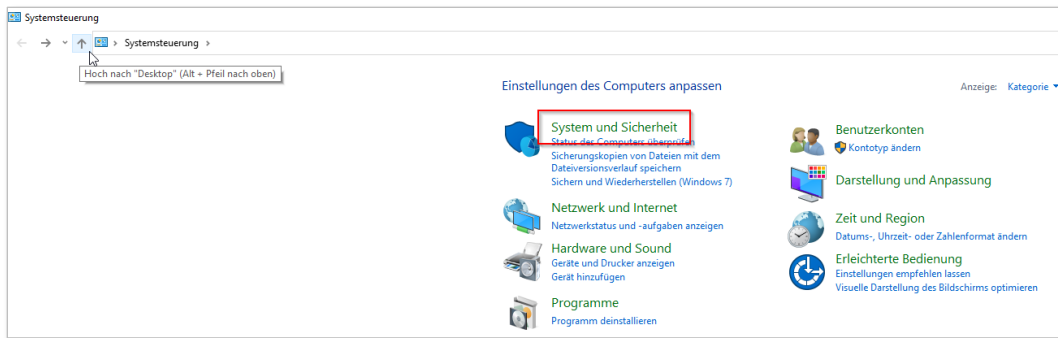 Systemsteuerung
Systemsteuerung
Hoch nach "Desktop" (Alt + Pfeil nach oben)
Einstellungen des Computers anpassen
Anzeige: Kategorie
System und Sicherheit
Status des Computers überprüfen
Sicherungskopien von Dateien mit dem
Dateiversionsverlauf speichern
Sichern und Wiederherstellen (Windows 7)
Netzwerk und Internet
Netzwerkstatus und -aufgaben anzeigen
Hardware und Sound
Geräte und Drucker anzeigen
Gerät hinzufügen
Programme
Programm deinstallieren
Benutzerkonten
Kontotyp ändern
Darstellung und Anpassung
Zeit und Region
Datums-, Uhrzeit- oder Zahlenformat ändern
Erleichterte Bedienung
Einstellungen empfehlen lassen
Visuelle Darstellung des Bildschirms optimieren